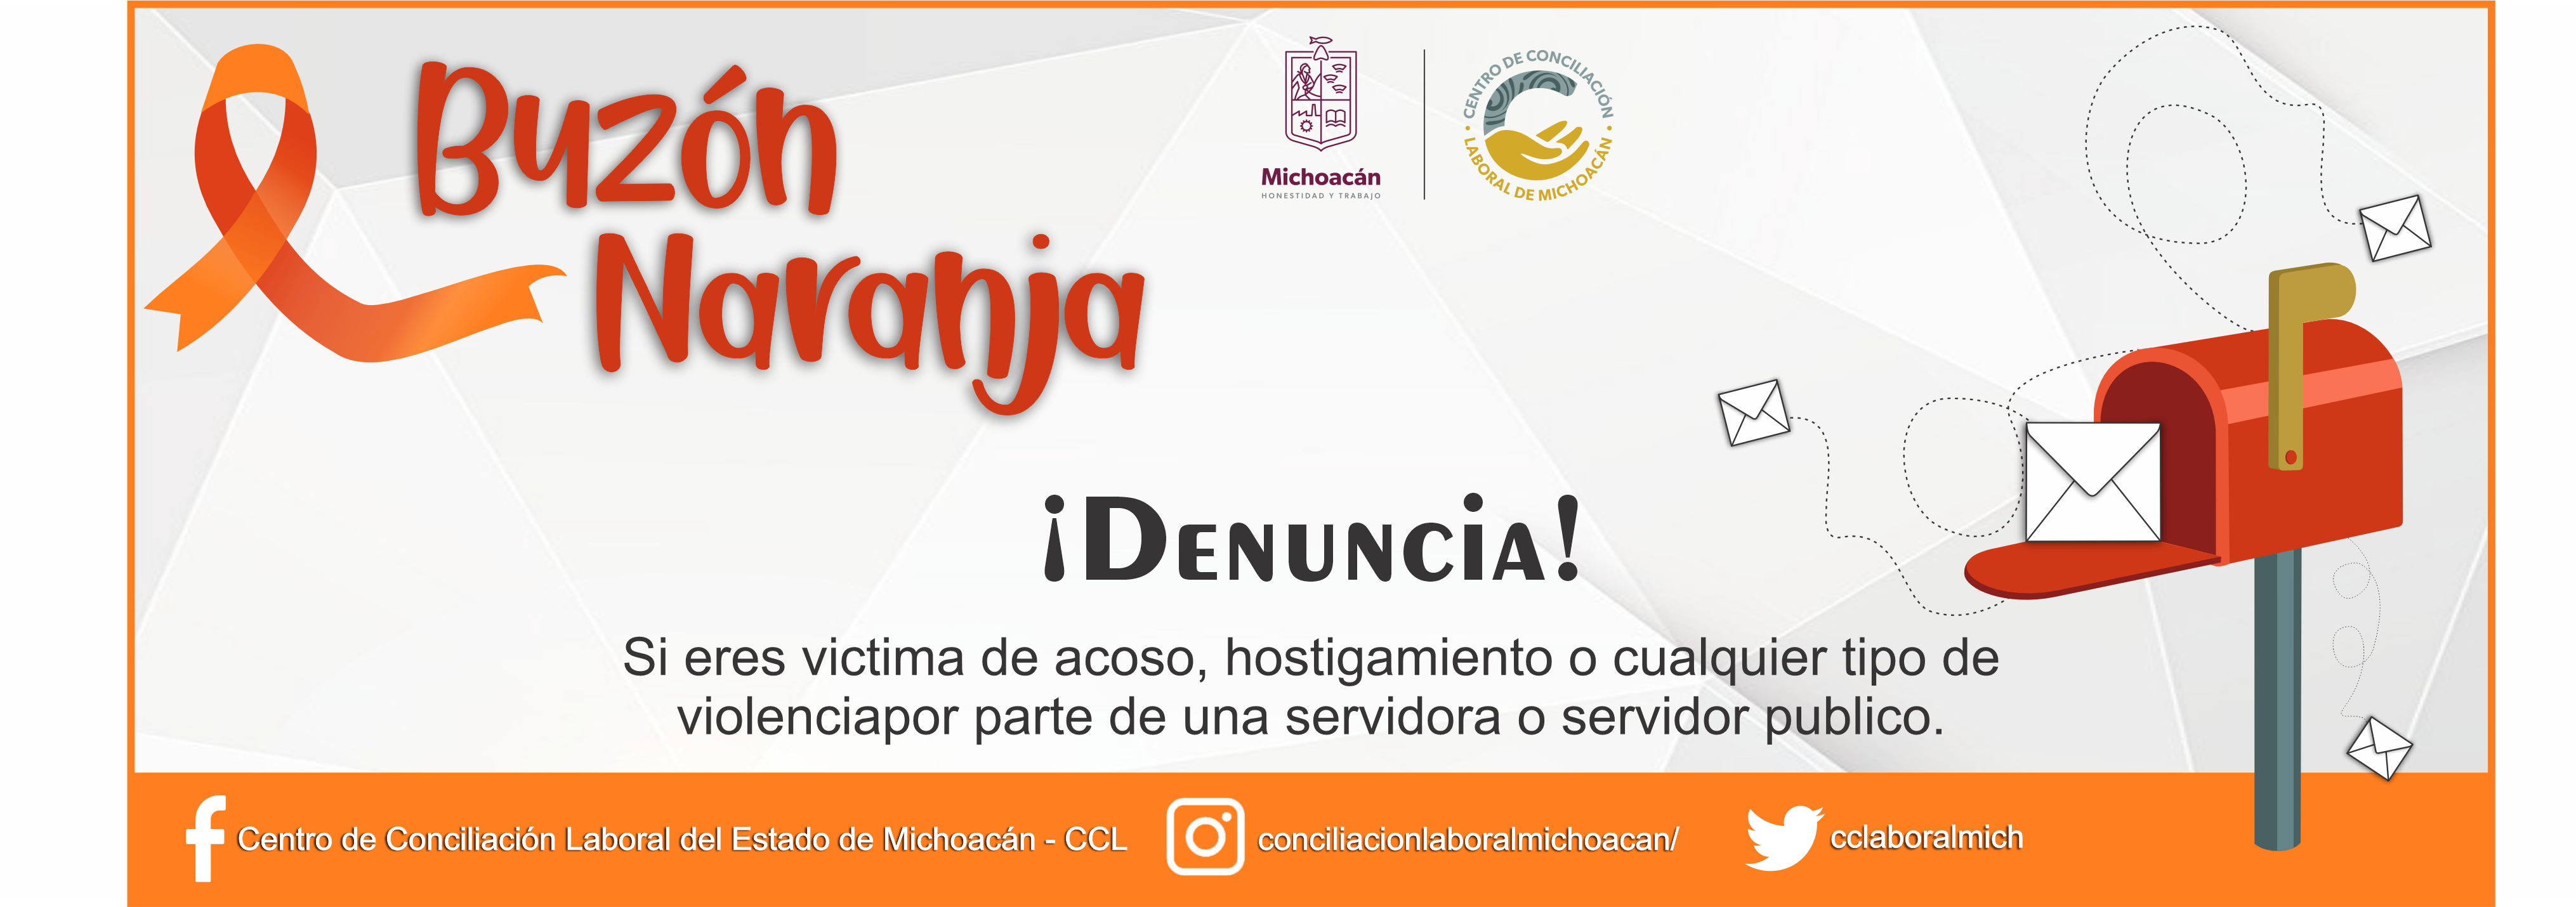 Buzón
Naranja
Michoacán
HONESTIDAD Y TRABAJO
CENTRO DE CONCILIACIÓN
LABORAL DE MICHOACÁN
¡DENUNCiA!
Si eres victima de acoso, hostigamiento o cualquier tipo de
violenciapor parte de una servidora o servidor publico.
Centro de Conciliación Laboral del Estado de Michoacán - CCL
conciliacionlaboralmichoacan/
cclaboralmich